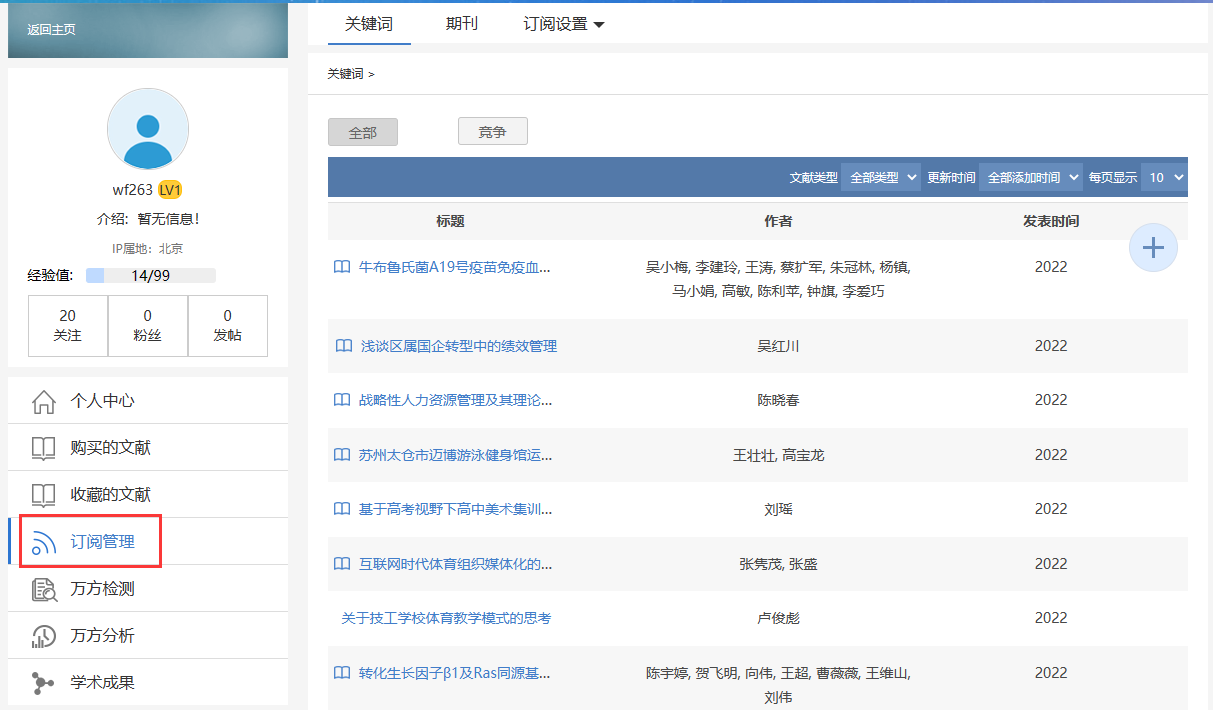 返回主页
wf263 LV1
介绍: 暂无信息!
IP属地: 北京
经验值: 14/99
20
关注
0
粉丝
0
发帖
个人中心
购买的文献
收藏的文献
订阅管理
万方检测
万方分析
学术成果
关键词 期刊 订阅设置
关键词 >
全部 竞争
文献类型 全部类型 更新时间 全部添加时间 每页显示 10
标题 作者 发表时间
牛布鲁氏菌A19号疫苗免疫血... 吴小梅, 李建玲, 王涛, 蔡扩军, 朱冠林, 杨镇, 2022
马小娟, 高敏, 陈利苹, 钟旗, 李爱巧
浅谈区属国企转型中的绩效管理 吴红川 2022
战略性人力资源管理及其理论... 陈晓春 2022
苏州太仓市迈博游泳健身馆运... 王壮壮, 高宝龙 2022
基于高考视野下高中美术集训... 刘瑶 2022
互联网时代体育组织媒体化的... 张隽茂, 张盛 2022
关于技工学校体育教学模式的思考 卢俊彪 2022
转化生长因子β1及Ras同源基... 陈宇婷, 贺飞明, 向伟, 王超, 曹薇薇, 王维山, 2022
刘伟